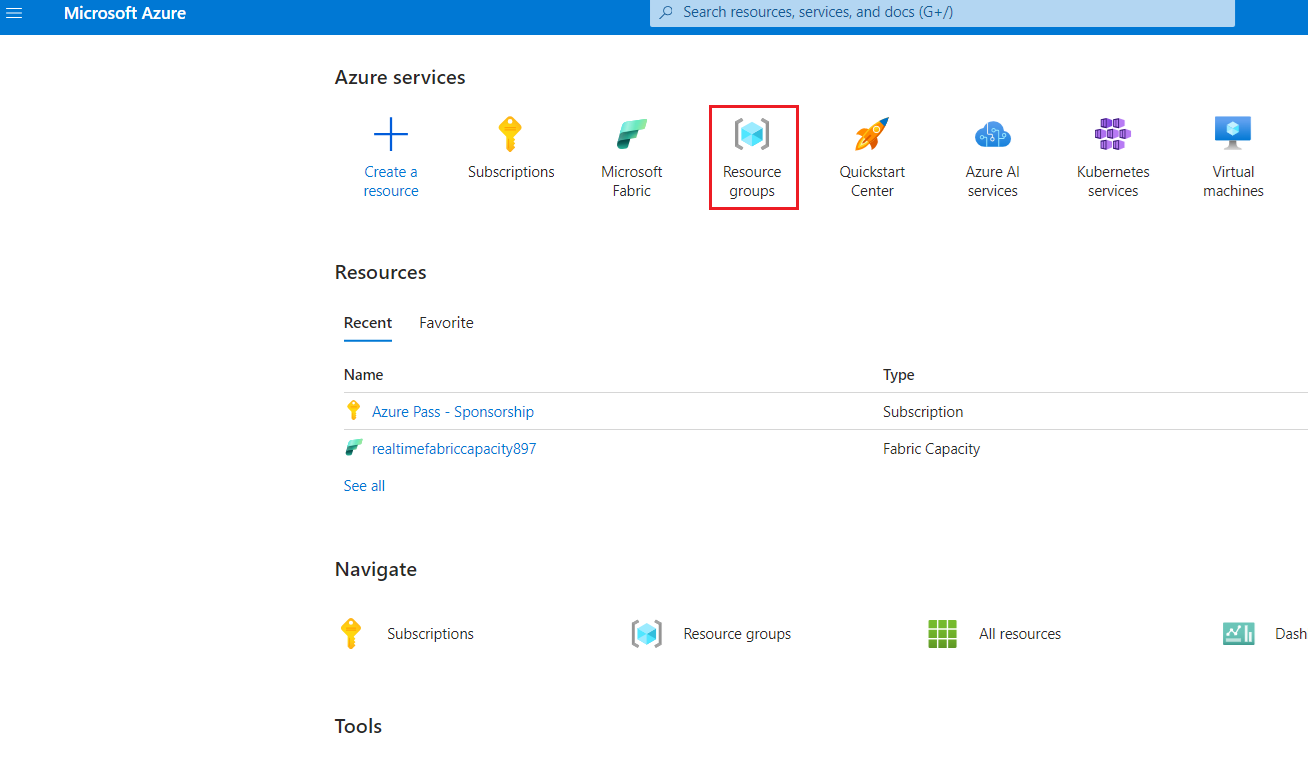 Microsoft Azure
Search resources, services, and docs (G+/)
Azure services
Create a
resource
Subscriptions
Microsoft
Fabric
Resource
groups
Quickstart
Center
Azure AI
services
Kubernetes
services
Virtual
machines
Resources
Recent Favorite
Name Type
Azure Pass - Sponsorship Subscription
realtimefabriccapacity897 Fabric Capacity
See all
Navigate
Subscriptions Resource groups All resources Dash
Tools